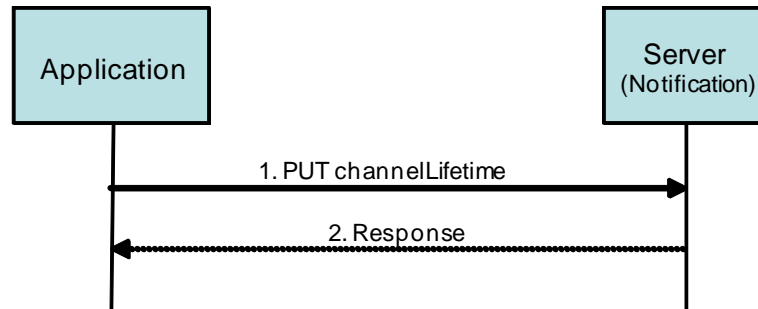 Application
Server
(Notification)
1. PUT channelLifetime
2. Response